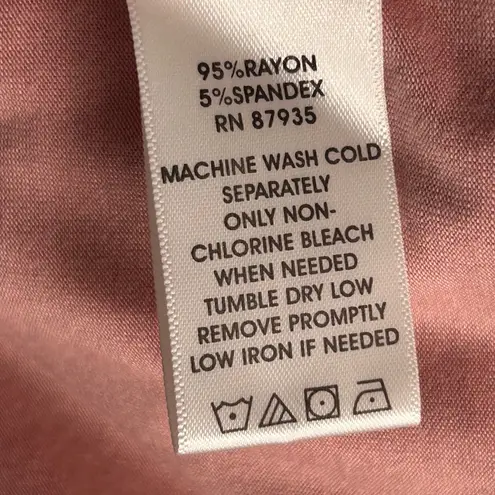 95%RAYON
5%SPANDEX
RN 87935
MACHINE WASH COLD
SEPARATELY
ONLY NON-
CHLORINE BLEACH
WHEN NEEDED
TUMBLE DRY LOW
REMOVE PROMPTLY
LOW IRON IF NEEDED